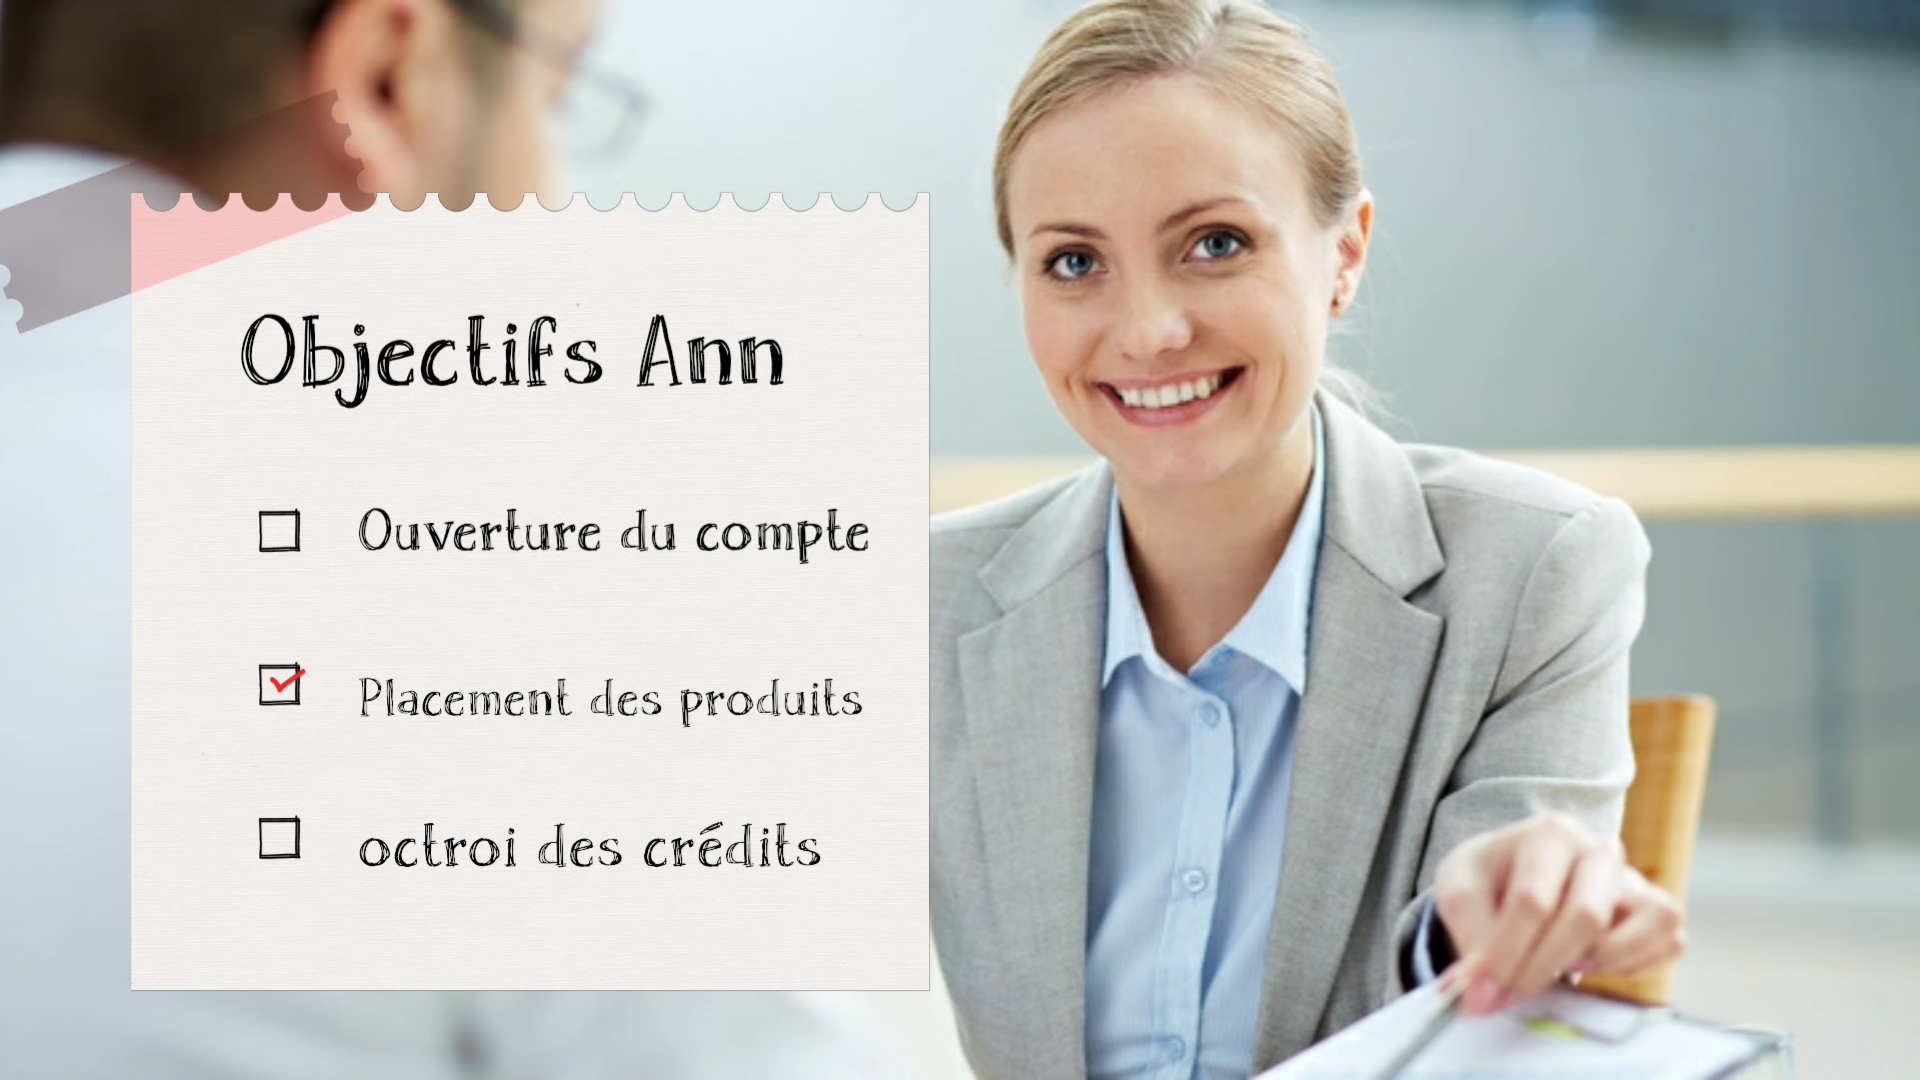 Objectifs Ann
Ouverture du compte
Placement des produits
octroi des crédits